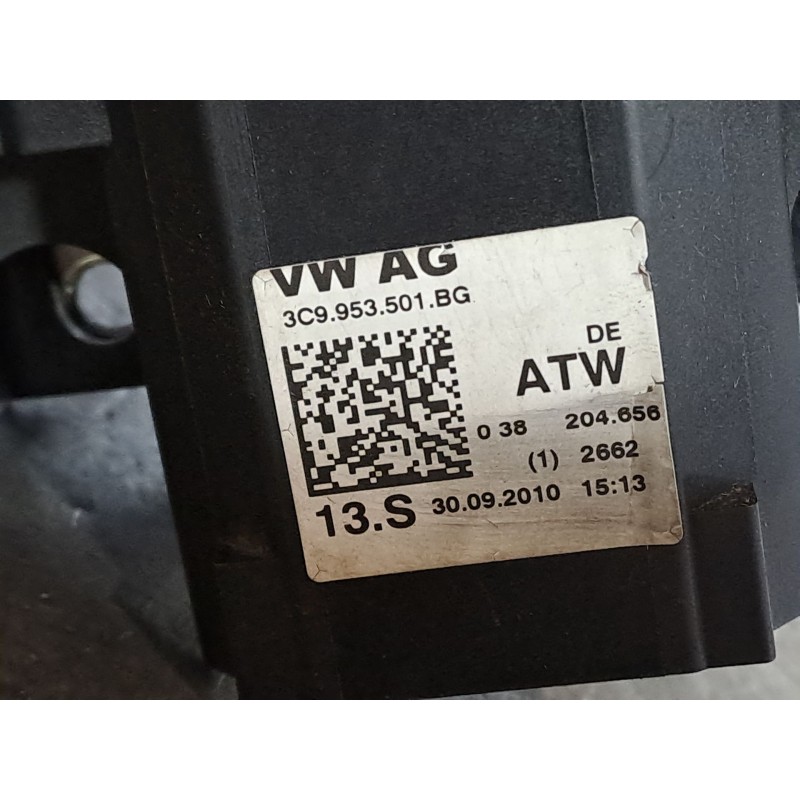 VW AG
3C9.953.501.BG
DE
ATW
0 38 204.656
(1) 2662
13.S 30.09.2010 15:13